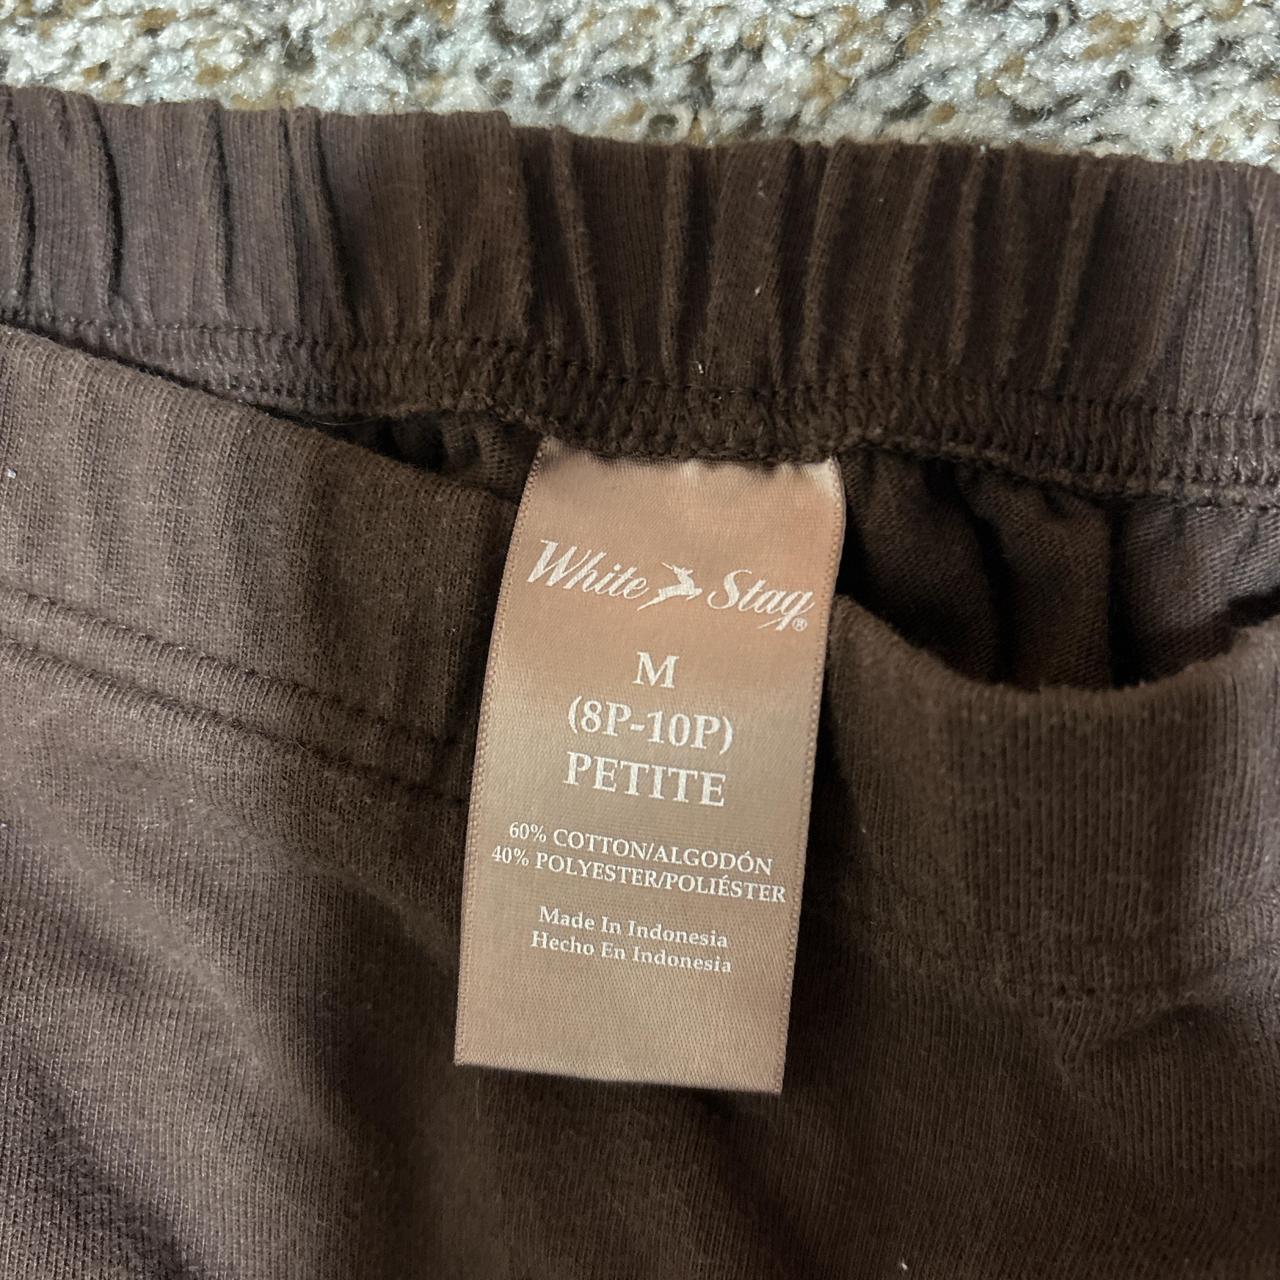 White Stag®
M
(8P-10P)
PETITE
60% COTTON/ALGODÓN
40% POLYESTER/POLIÉSTER
Made In Indonesia
Hecho En Indonesia